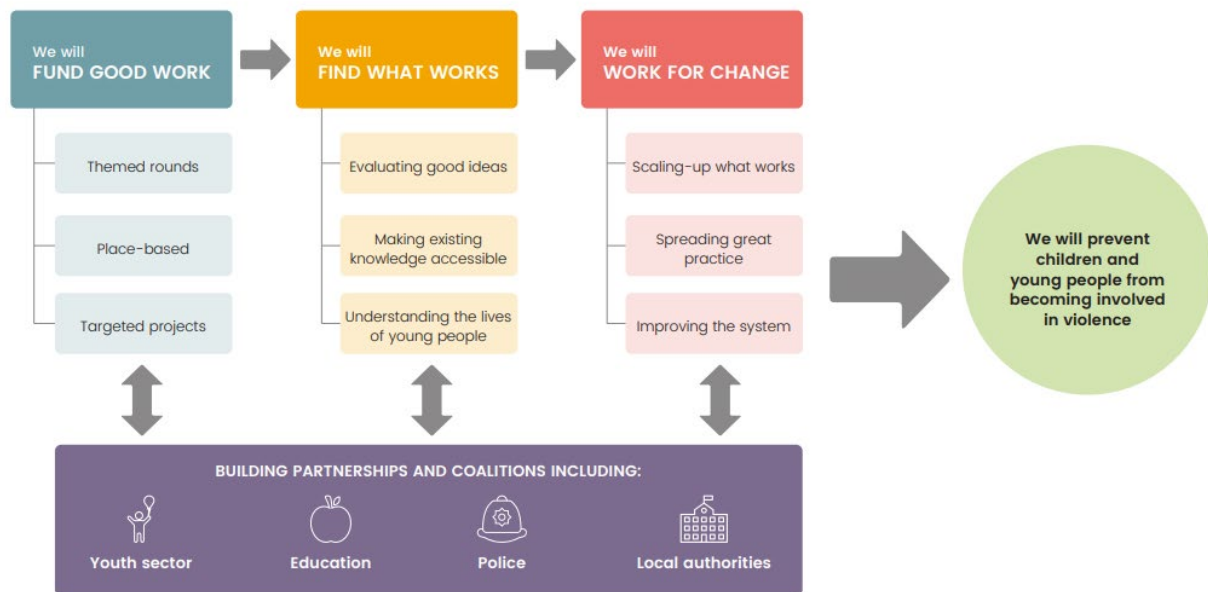 We will
FUND GOOD WORK
Themed rounds
Place-based
Targeted projects
We will
FIND WHAT WORKS
Evaluating good ideas
Making existing
knowledge accessible
Understanding the lives
of young people
We will
WORK FOR CHANGE
Scaling-up what works
Spreading great
practice
Improving the system
We will prevent
children and
young people from
becoming involved
in violence
BUILDING PARTNERSHIPS AND COALITIONS INCLUDING:
Youth sector
Education
Police
Local authorities